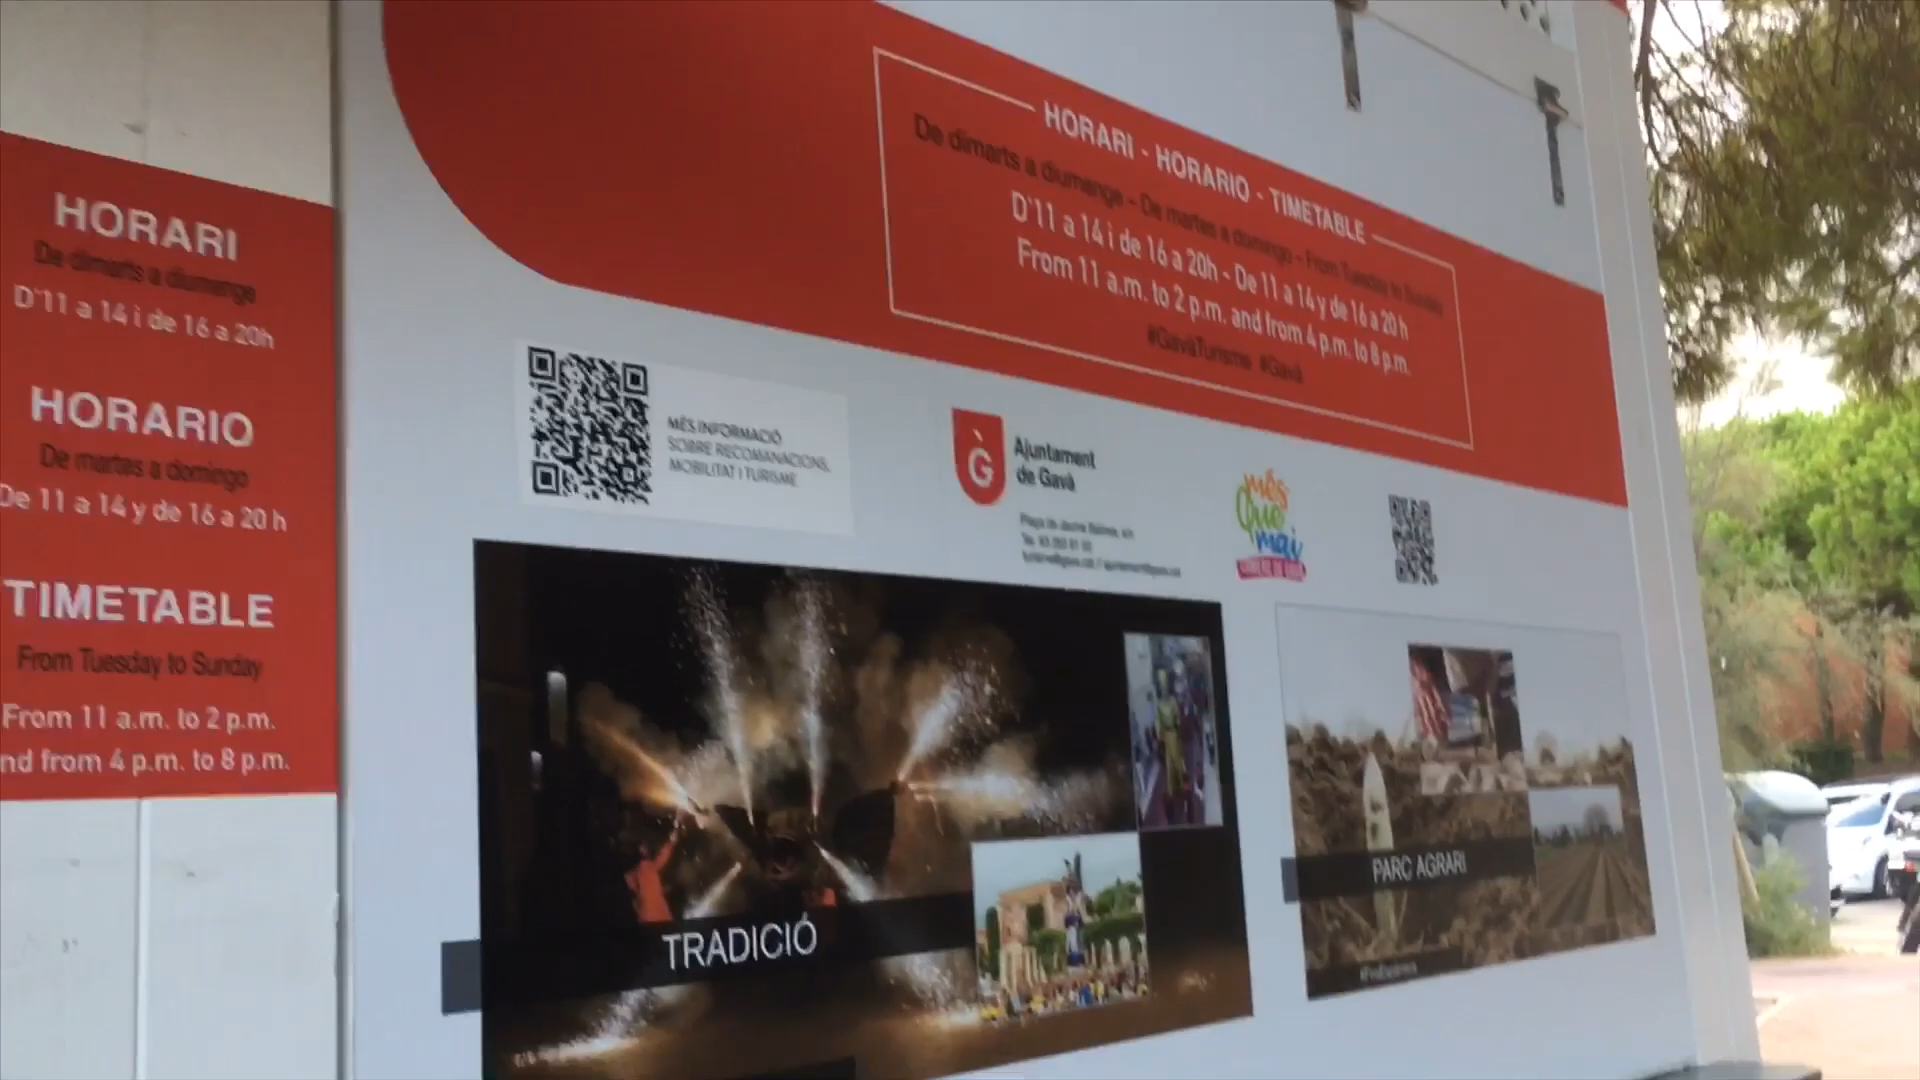 HORARI
De dimarts a diumenge
D'11 a 14 i de 16 a 20h
HORARIO
De martes a domingo
De 11 a 14 y de 16 a 20 h
TIMETABLE
From Tuesday to Sunday
From 11 a.m. to 2 p.m.
nd from 4 p.m. to 8 p.m.
HORARI - HORARIO - TIMETABLE
De dimarts a diumenge - De martes a domingo - From Tuesday to Sunday
D'11 a 14 i de 16 a 20h - De 11 a 14 y de 16 a 20 h
From 11 a.m. to 2 p.m. and from 4 p.m. to 8 p.m.
#GavàTurisme #Gavà
MÉS INFORMACIÓ
SOBRE RECOMANACIONS,
MOBILITAT I TURISME
G
Ajuntament
de Gavà
més
que
mai
TRADICIÓ
PARC AGRARI